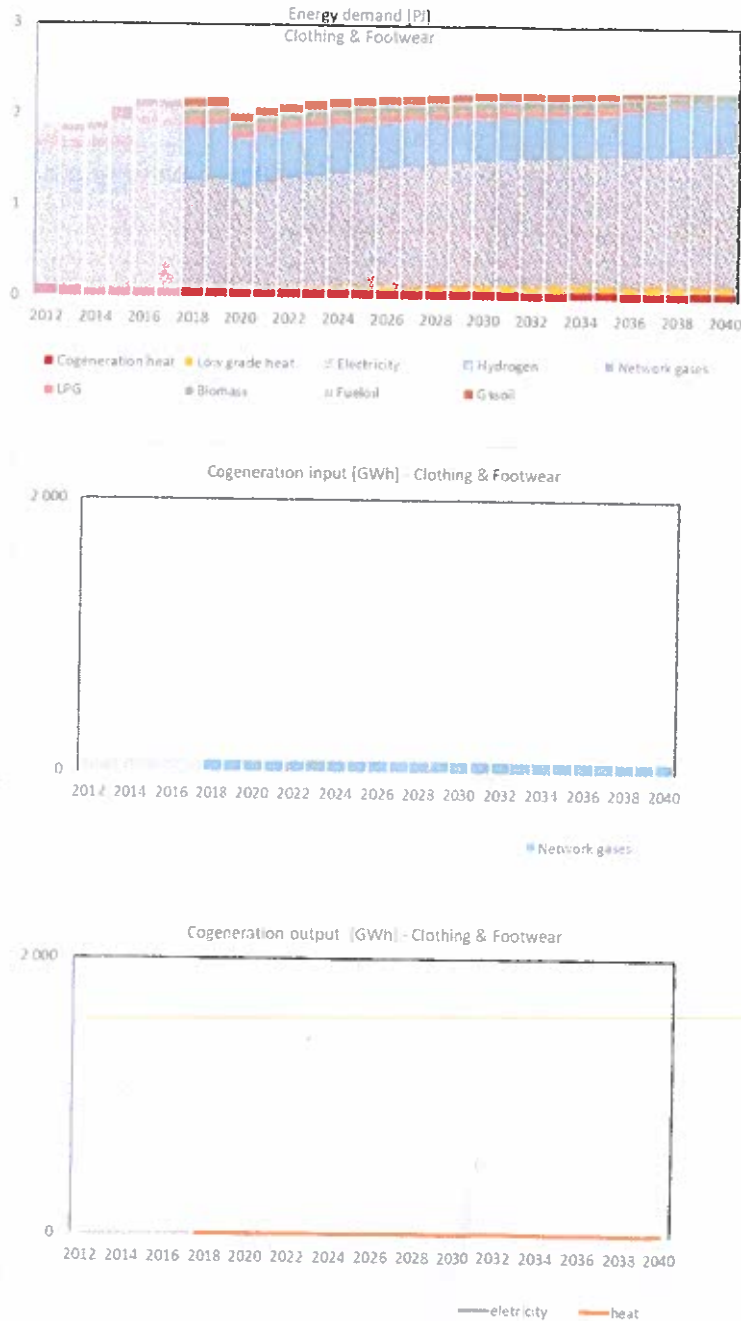 Energy demand [PJ]
Clothing & Footwear
3
2
1
0
2012 2014 2016 2018 2020 2022 2024 2026 2028 2030 2032 2034 2036 2038 2040
Cogeneration heat Low grade heat Electricity Hydrogen Network gases
LPG Biomass Fueloil Gasoil
Cogeneration input [GWh] - Clothing & Footwear
2 000
0
2012 2014 2016 2018 2020 2022 2024 2026 2028 2030 2032 2034 2036 2038 2040
Network gases
Cogeneration output [GWh] - Clothing & Footwear
2 000
0
2012 2014 2016 2018 2020 2022 2024 2026 2028 2030 2032 2034 2036 2038 2040
eletricity heat